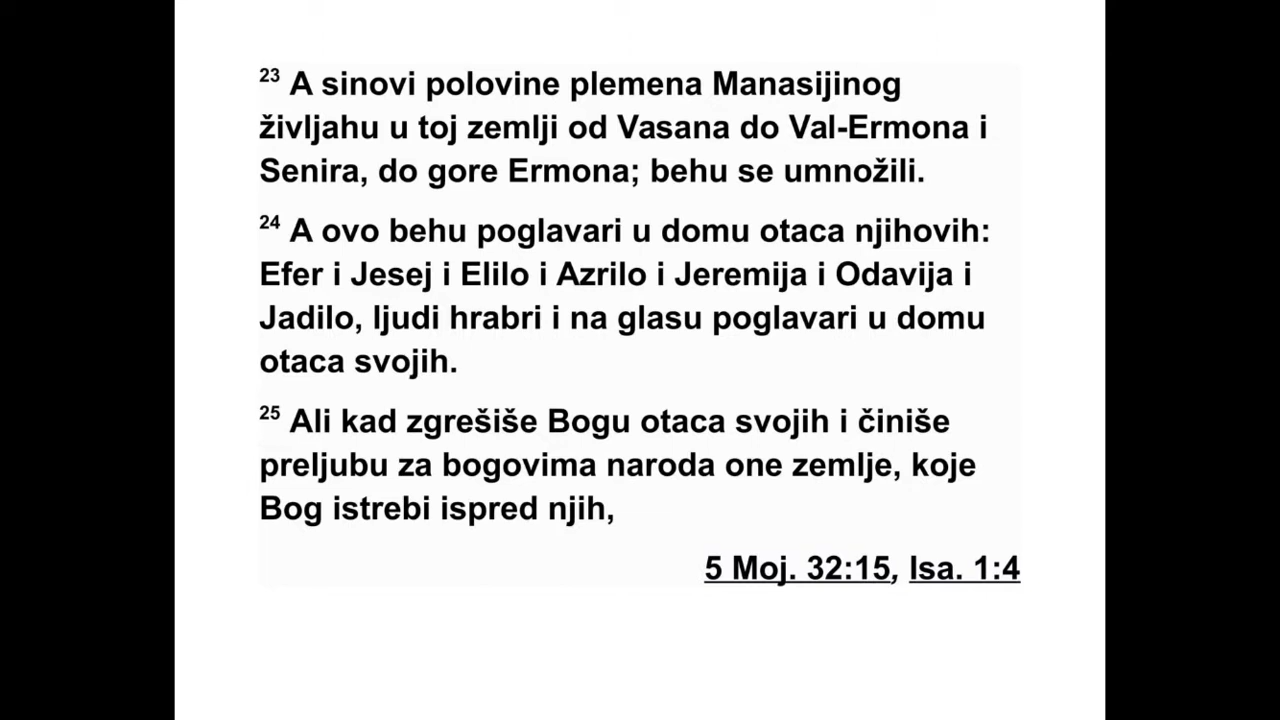 23 A sinovi polovine plemena Manasijinog
življahu u toj zemlji od Vasana do Val-Ermona i
Senira, do gore Ermona; behu se umnožili.
24 A ovo behu poglavari u domu otaca njihovih:
Efer i Jesej i Elilo i Azrilo i Jeremija i Odavija i
Jadilo, ljudi hrabri i na glasu poglavari u domu
otaca svojih.
25 Ali kad zgrešiše Bogu otaca svojih i činiše
preljubu za bogovima naroda one zemlje, koje
Bog istrebi ispred njih,
5 Moj. 32:15, Isa. 1:4